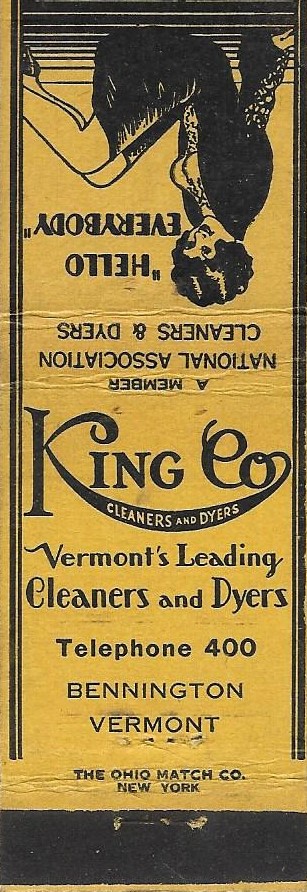 "HELLO
EVERYBODY"
A MEMBER
NATIONAL ASSOCIATION
CLEANERS & DYERS
KING CO
CLEANERS AND DYERS
Vermont's Leading
Cleaners and Dyers
Telephone 400
BENNINGTON
VERMONT
THE OHIO MATCH CO.
NEW YORK